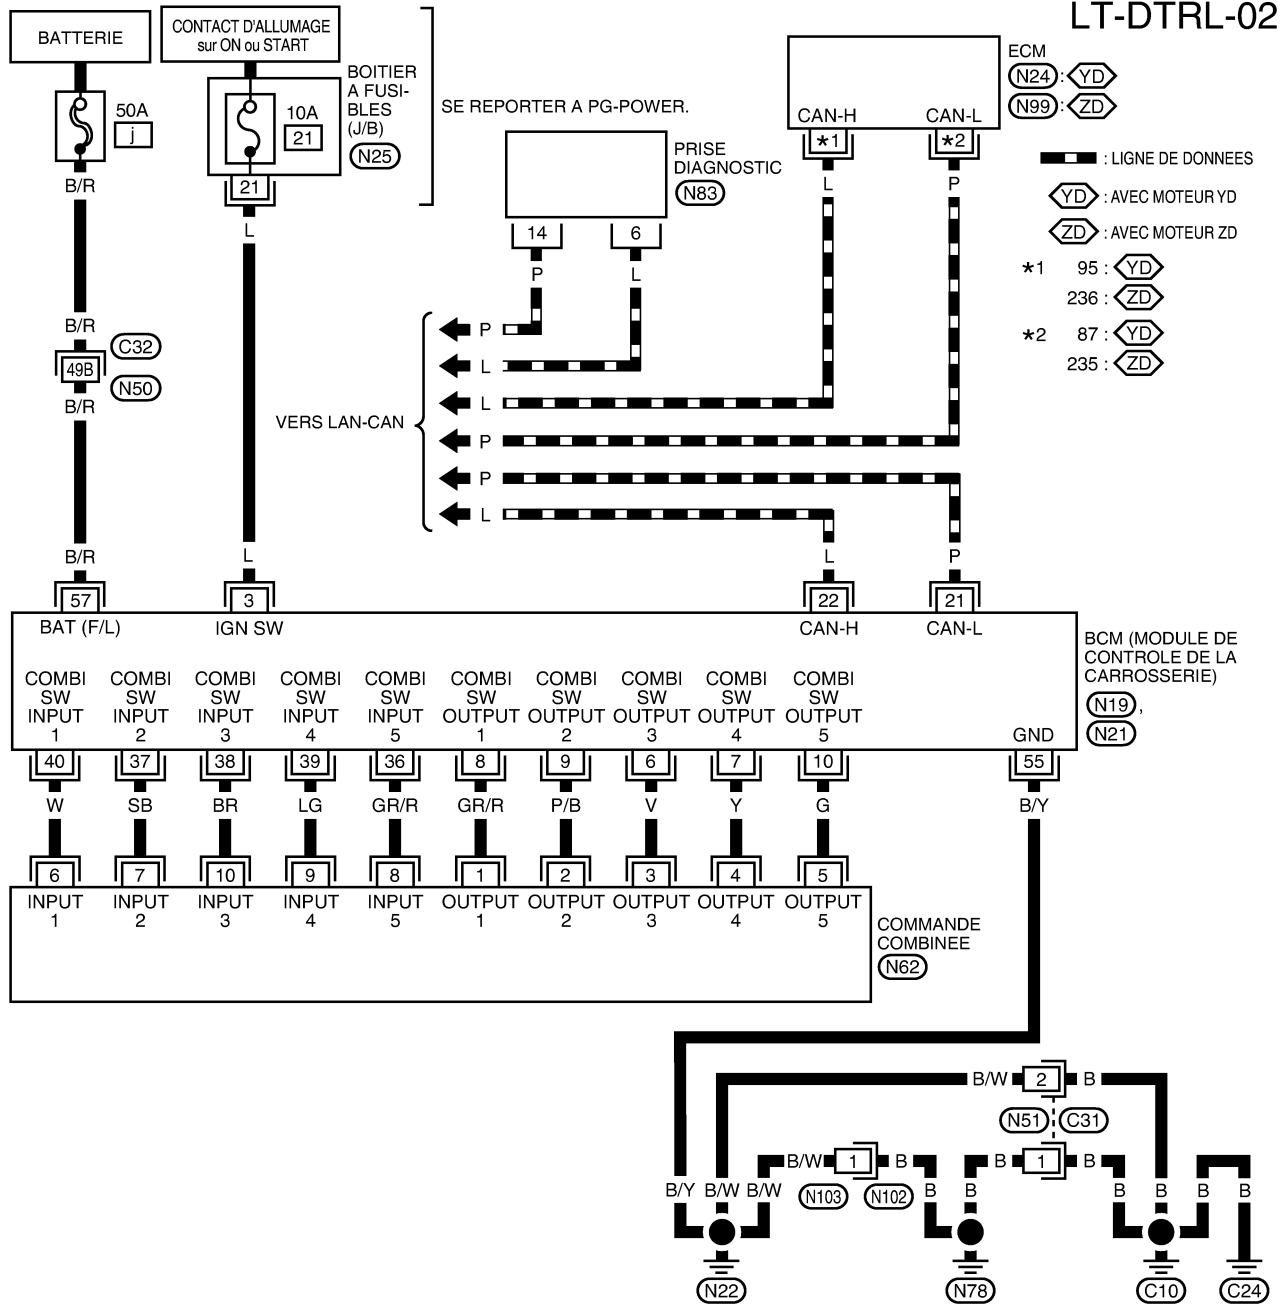 LT-DTRL-02
BATTERIE
CONTACT D'ALLUMAGE
sur ON ou START
50A
j
10A
21
21
BOITIER
A FUSI-
BLES
(J/B)
N25
SE REPORTER A PG-POWER.
PRISE
DIAGNOSTIC
N83
14
6
ECM
N24 : YD
N99 : ZD
CAN-H
CAN-L
*1
*2
: LIGNE DE DONNEES
YD : AVEC MOTEUR YD
ZD : AVEC MOTEUR ZD
*1 95 : YD
236 : ZD
*2 87 : YD
235 : ZD
B/R
L
P
L
L
P
B/R
C32
49B
N50
B/R
VERS LAN-CAN
P
L
L
P
P
L
B/R
L
L
P
57
3
22
21
BAT (F/L)
IGN SW
CAN-H
CAN-L
BCM (MODULE DE
CONTROLE DE LA
CARROSSERIE)
N19 ,
N21
COMBI
SW
INPUT
1
COMBI
SW
INPUT
2
COMBI
SW
INPUT
3
COMBI
SW
INPUT
4
COMBI
SW
INPUT
5
COMBI
SW
OUTPUT
1
COMBI
SW
OUTPUT
2
COMBI
SW
OUTPUT
3
COMBI
SW
OUTPUT
4
COMBI
SW
OUTPUT
5
GND
40 37 38 39 36 8 9 6 7 10 55
W SB BR LG GR/R GR/R P/B V Y G B/Y
6 7 10 9 8 1 2 3 4 5
INPUT
1
INPUT
2
INPUT
3
INPUT
4
INPUT
5
OUTPUT
1
OUTPUT
2
OUTPUT
3
OUTPUT
4
OUTPUT
5
COMMANDE
COMBINEE
N62
B/W 2 B
N51 C31
B/W 1 B
N103 N102
B 1 B
B/Y B/W B/W B B B B B B
N22 N78 C10 C24